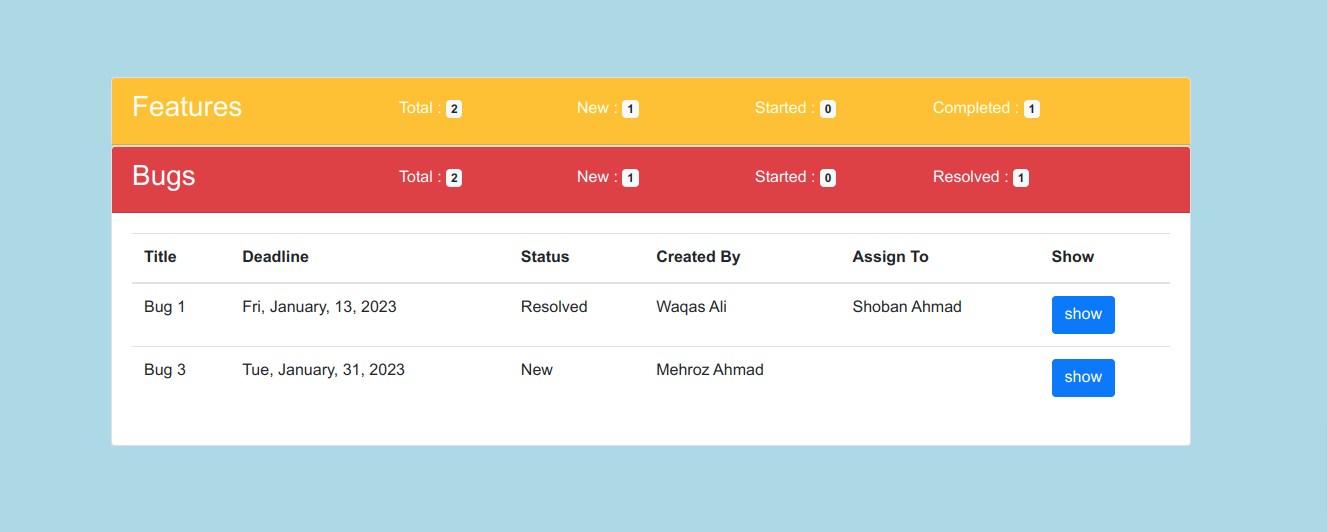 Features Total : 2 New : 1 Started : 0 Completed : 1
Bugs Total : 2 New : 1 Started : 0 Resolved : 1
Title Deadline Status Created By Assign To Show
Bug 1 Fri, January, 13, 2023 Resolved Waqas Ali Shoban Ahmad show
Bug 3 Tue, January, 31, 2023 New Mehroz Ahmad show